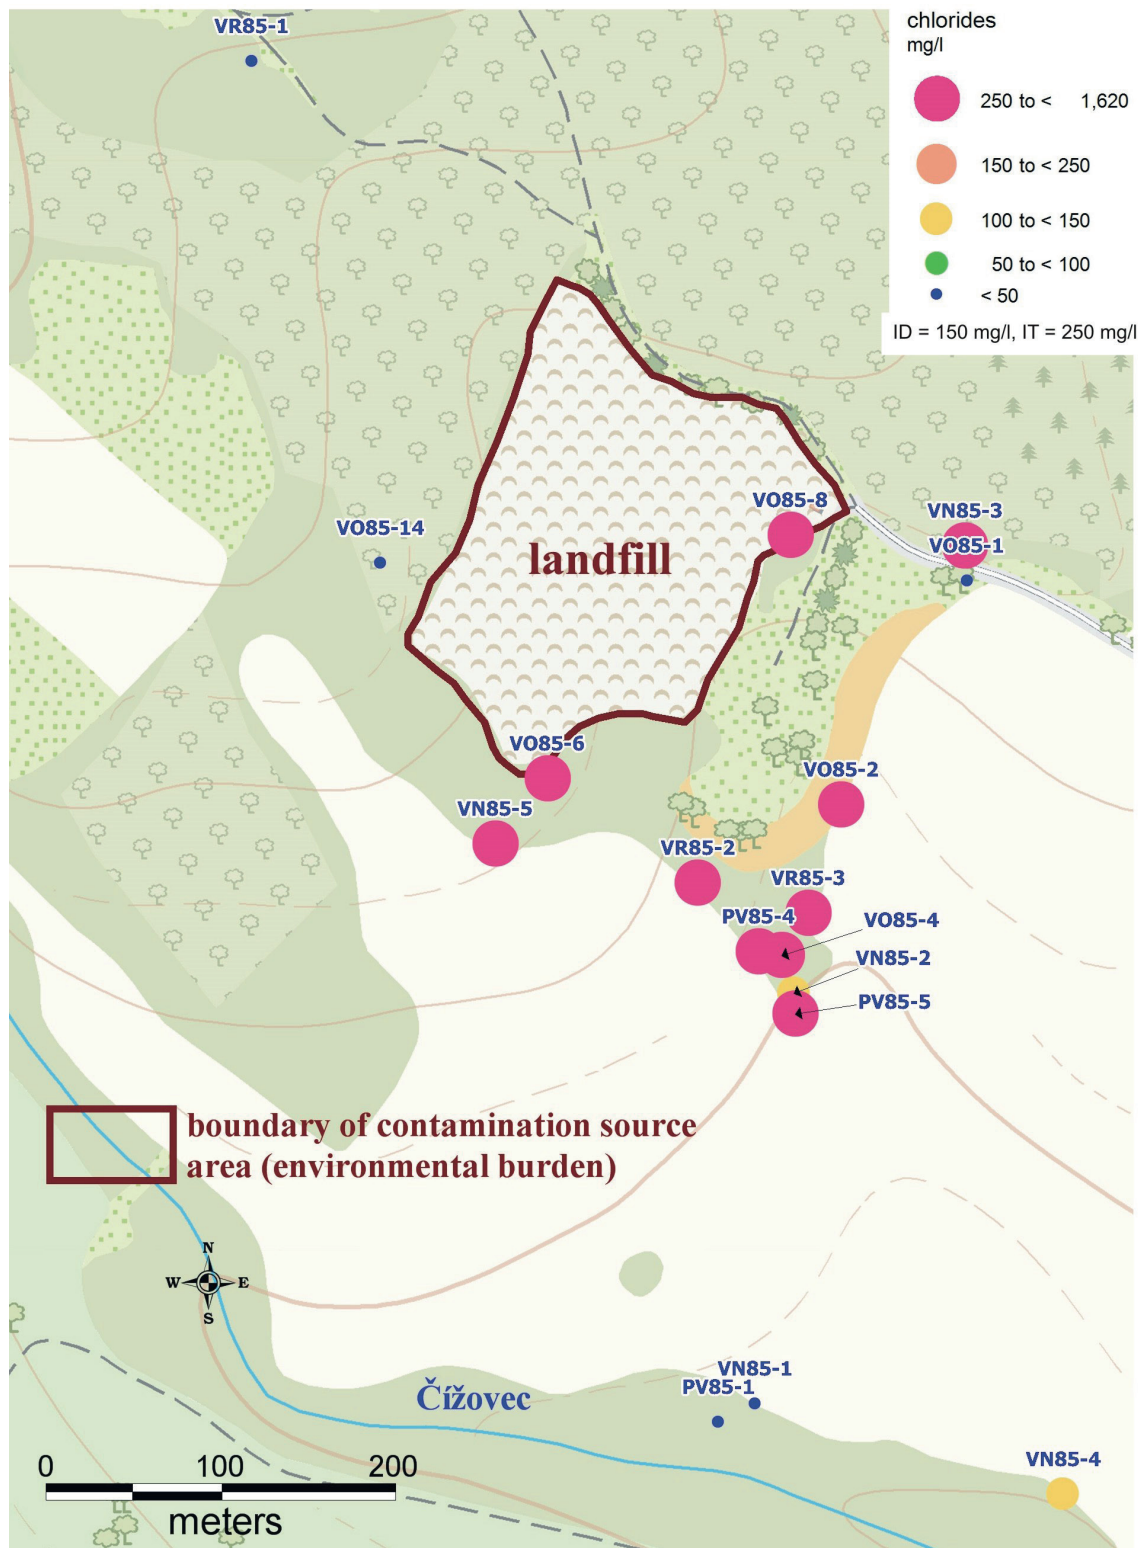 VR85-1
chlorides
mg/l
250 to < 1,620
150 to < 250
100 to < 150
50 to < 100
< 50
ID = 150 mg/l, IT = 250 mg/l
VO85-8
VN85-3
VO85-14
VO85-1
landfill
VO85-6
VO85-2
VN85-5
VR85-2
VR85-3
PV85-4
VO85-4
VN85-2
PV85-5
boundary of contamination source
area (environmental burden)
N
W E
S
VN85-1
PV85-1
Čížovec
VN85-4
0 100 200
meters